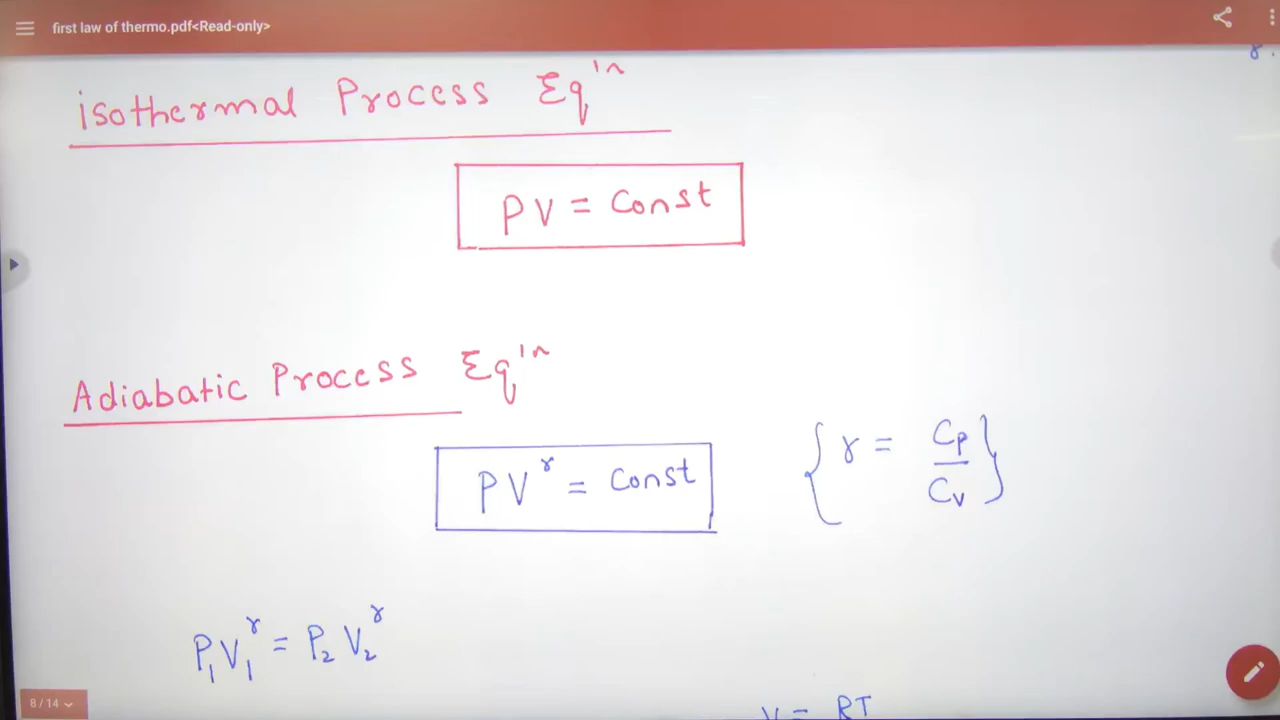 first law of thermo.pdf<Read-only>
γ.
isothermal Process Eq'n
PV = Const
Adiabatic Process Eq'n
PV^γ = Const
{γ = Cp/Cv}
P₁V₁^γ = P₂V₂^γ
V = RT
8 / 14